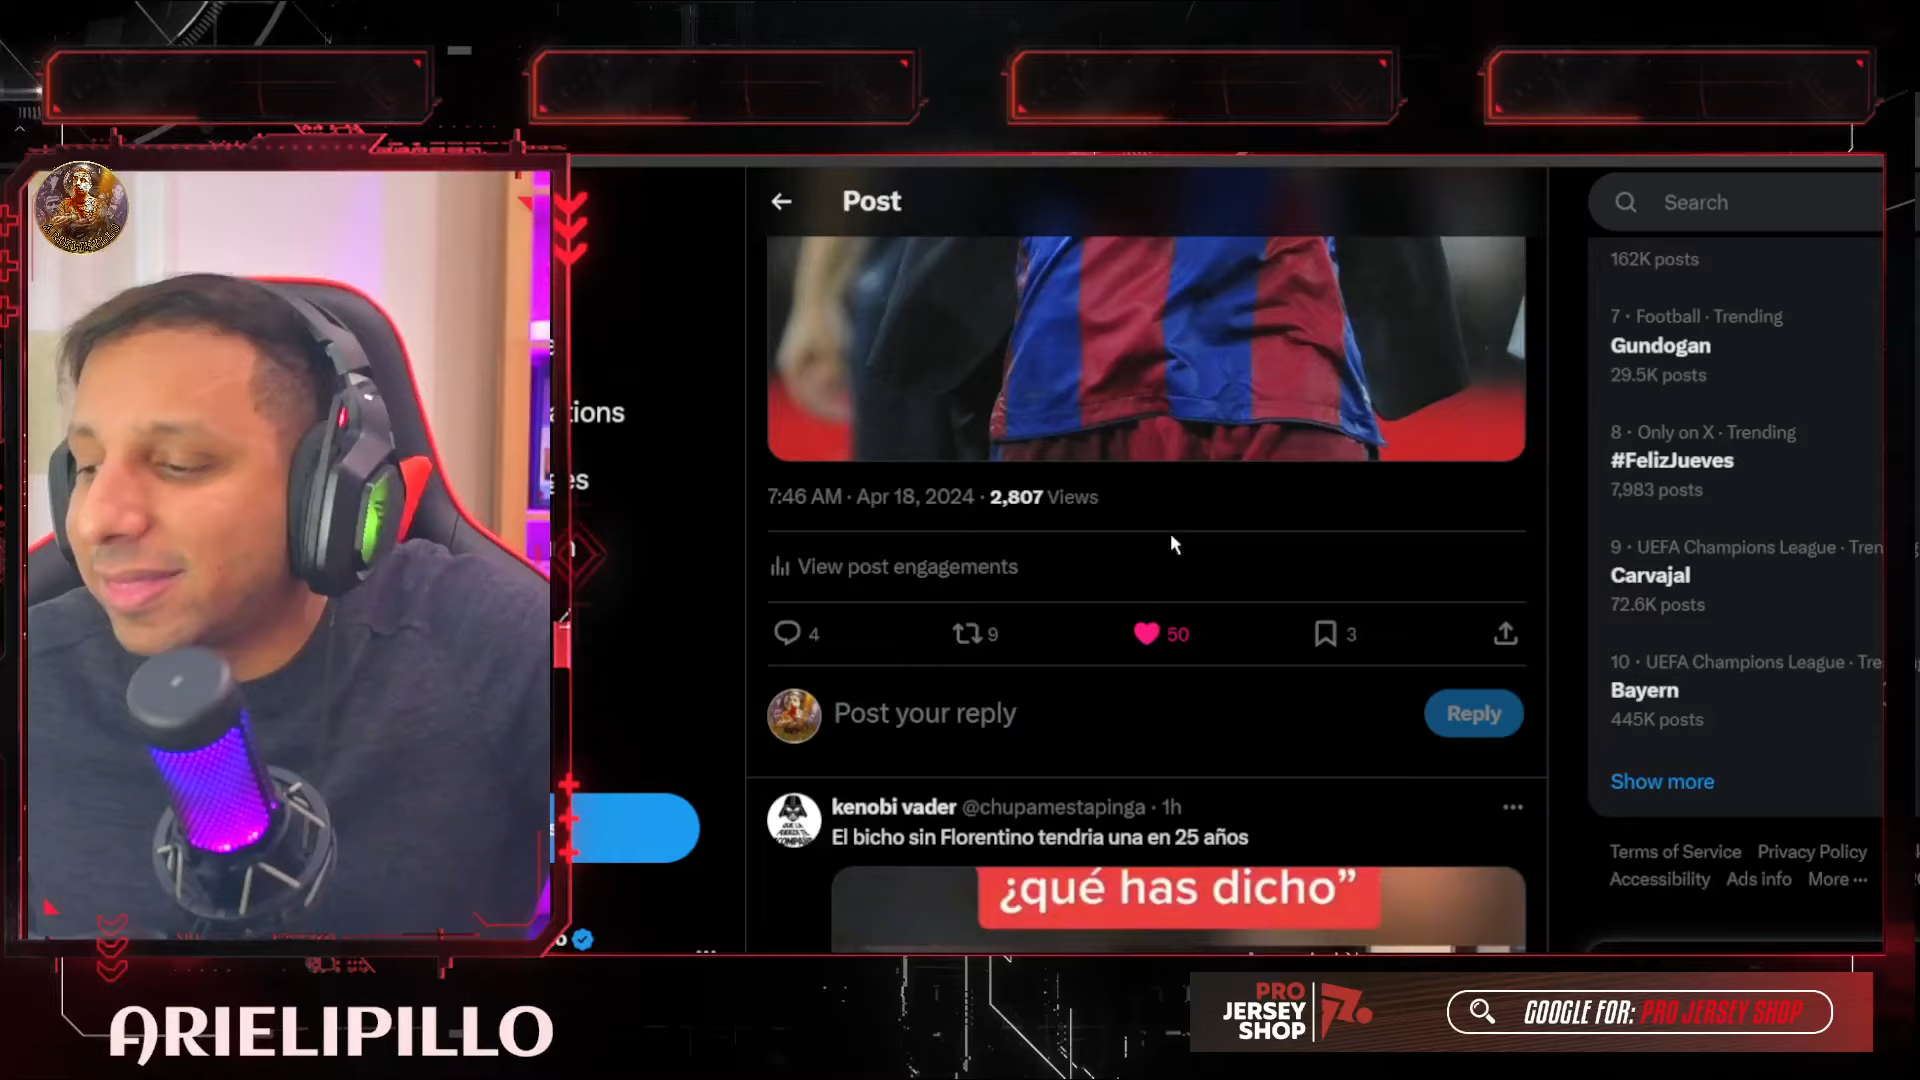 Post
Search
162K posts
7 · Football · Trending
Gundogan
29.5K posts
8 · Only on X · Trending
#FelizJueves
7,983 posts
9 · UEFA Champions League · Tren
Carvajal
72.6K posts
10 · UEFA Champions League · Tre
Bayern
445K posts
Show more
Terms of Service Privacy Policy
Accessibility Ads info More ···
tions
es
7:46 AM · Apr 18, 2024 · 2,807 Views
View post engagements
4 9 50 3
Post your reply
Reply
kenobi vader @chupamestapinga · 1h
El bicho sin Florentino tendria una en 25 años
¿qué has dicho”
ARIELIPILLO
PRO
JERSEY
SHOP
GOOGLE FOR: PRO JERSEY SHOP